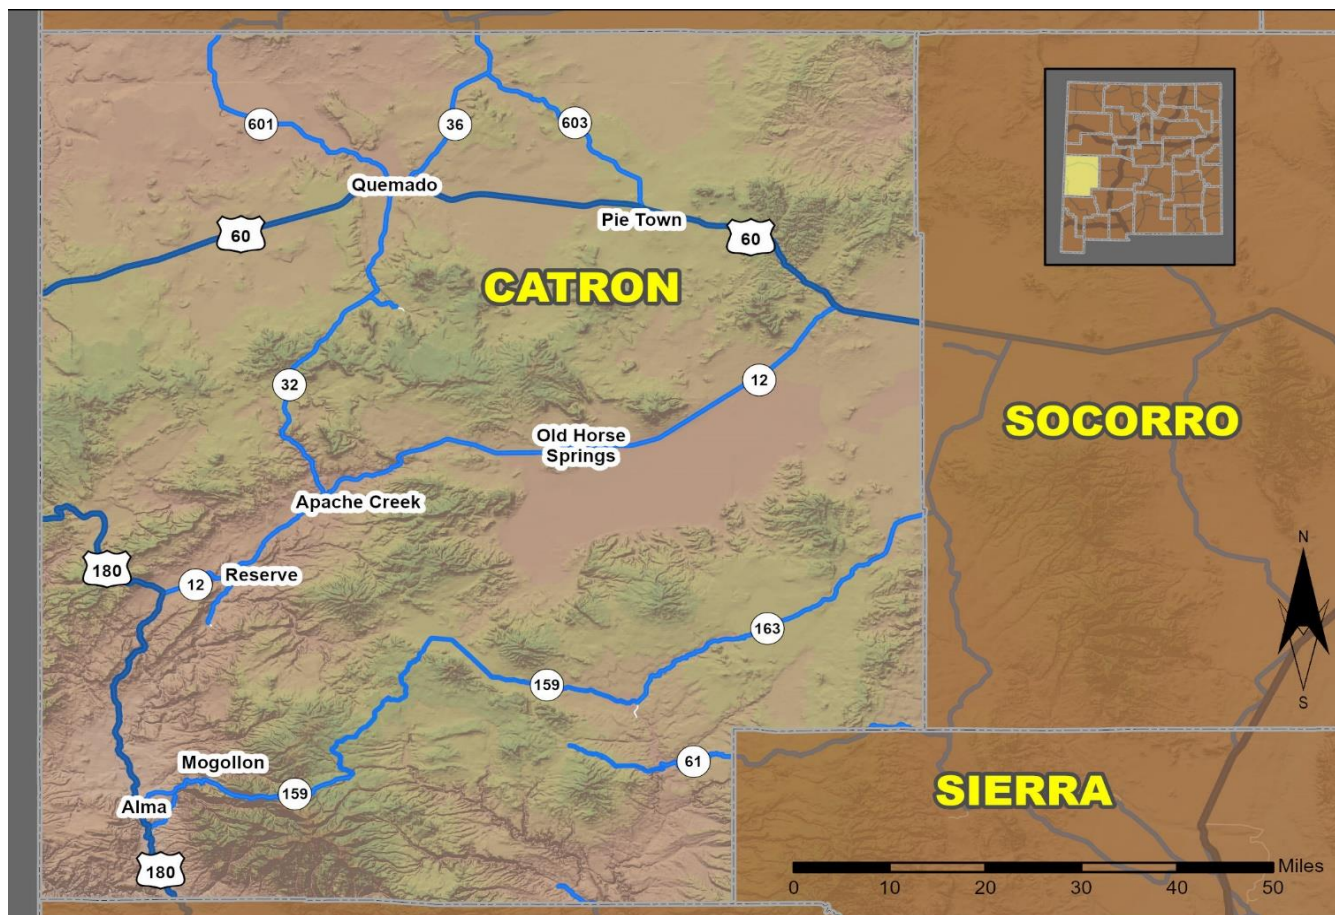 601
36
603
Quemado
Pie Town
60
60
CATRON
32
12
SOCORRO
Old Horse
Springs
Apache Creek
N
180
12
Reserve
163
159
S
61
Mogollon
159
SIERRA
Alma
180
Miles
0 10 20 30 40 50